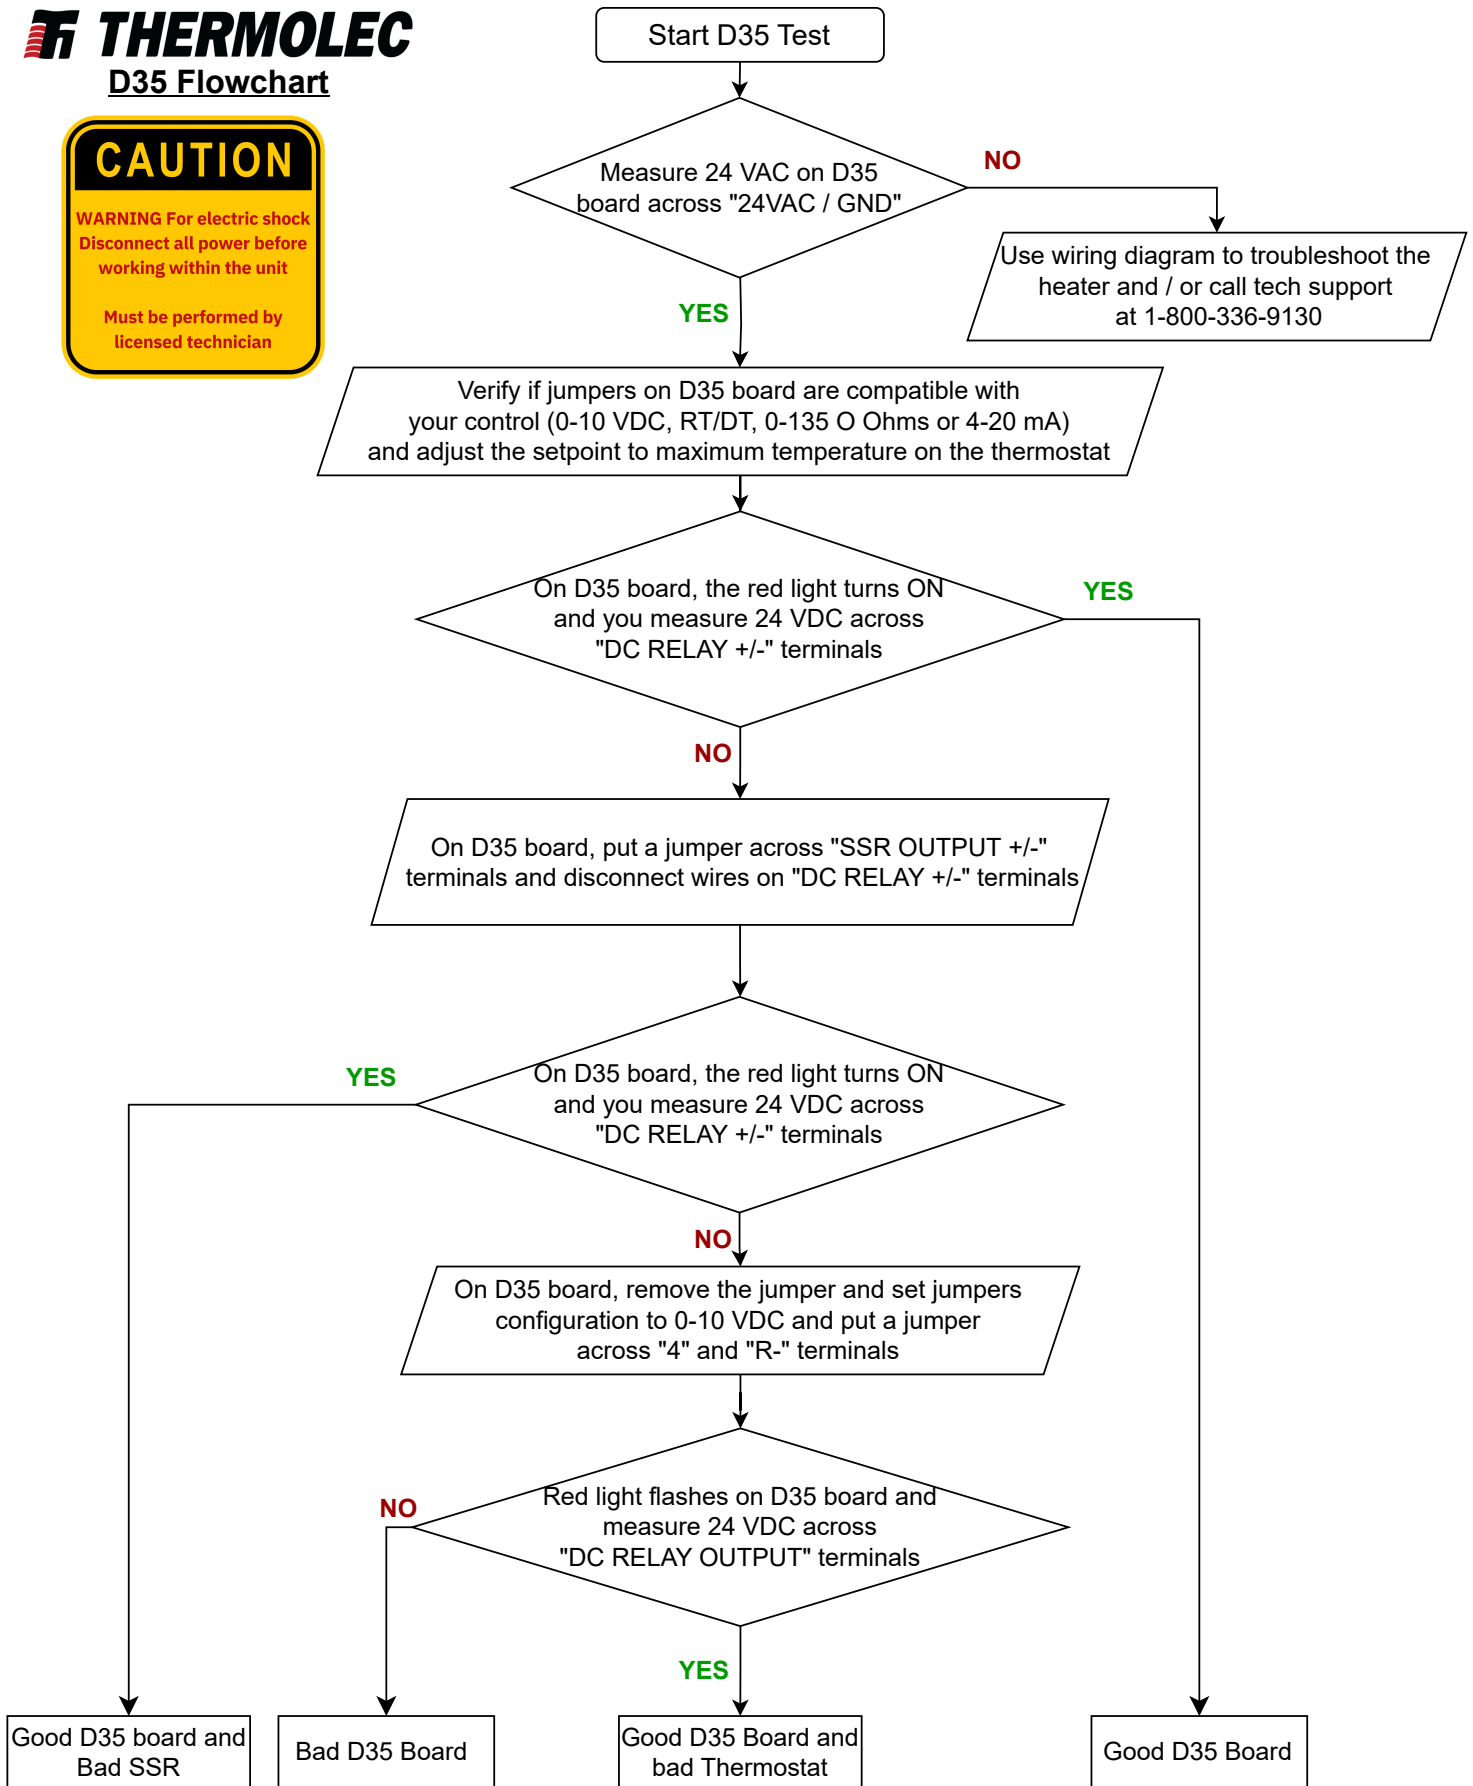 THERMOLEC
D35 Flowchart
CAUTION
WARNING For electric shock
Disconnect all power before
working within the unit
Must be performed by
licensed technician
Start D35 Test
Measure 24 VAC on D35
board across "24VAC / GND"
NO
Use wiring diagram to troubleshoot the
heater and / or call tech support
at 1-800-336-9130
YES
Verify if jumpers on D35 board are compatible with
your control (0-10 VDC, RT/DT, 0-135 O Ohms or 4-20 mA)
and adjust the setpoint to maximum temperature on the thermostat
On D35 board, the red light turns ON
and you measure 24 VDC across
"DC RELAY +/-" terminals
YES
NO
On D35 board, put a jumper across "SSR OUTPUT +/-"
terminals and disconnect wires on "DC RELAY +/-" terminals
On D35 board, the red light turns ON
and you measure 24 VDC across
"DC RELAY +/-" terminals
YES
NO
On D35 board, remove the jumper and set jumpers
configuration to 0-10 VDC and put a jumper
across "4" and "R-" terminals
Red light flashes on D35 board and
measure 24 VDC across
"DC RELAY OUTPUT" terminals
NO
YES
Good D35 board and
Bad SSR
Bad D35 Board
Good D35 Board and
bad Thermostat
Good D35 Board